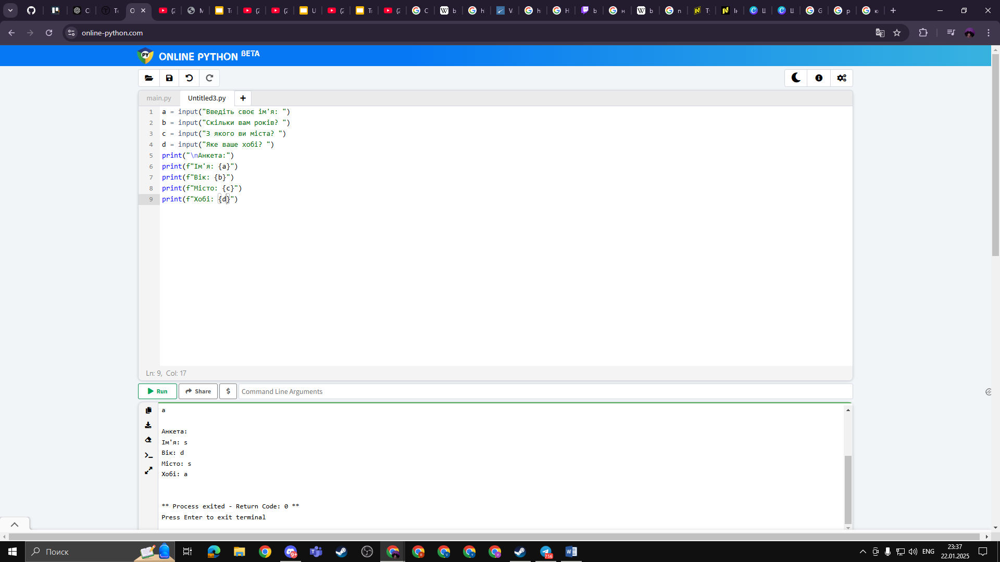 online-python.com
PY ONLINE PYTHON BETA
main.py
Untitled3.py
1 a = input("Введіть своє ім'я: ")
2 b = input("Скільки вам років? ")
3 c = input("З якого ви міста? ")
4 d = input("Яке ваше хобі? ")
5 print("\nАнкета:")
6 print(f"Ім'я: {a}")
7 print(f"Вік: {b}")
8 print(f"Місто: {c}")
9 print(f"Хобі: {d}")
Ln: 9, Col: 17
Run
Share
$
Command Line Arguments
a
Анкета:
Ім'я: s
Вік: d
Місто: s
Хобі: a
** Process exited - Return Code: 0 **
Press Enter to exit terminal
Поиск
9+
756
ENG
23:37
22.01.2025